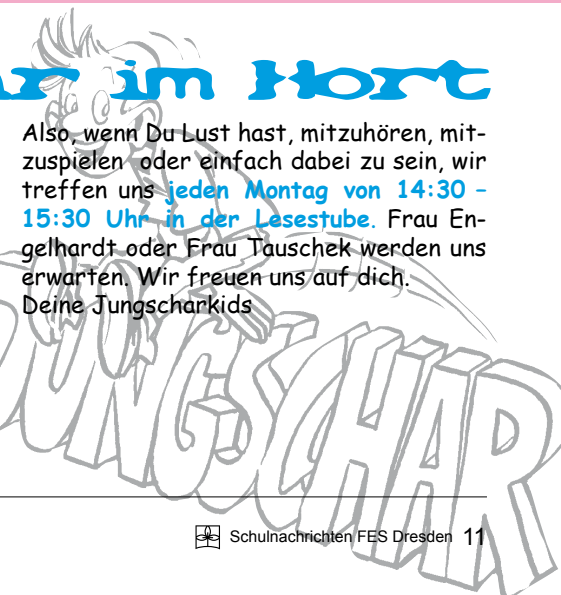 r im Hort
Also, wenn Du Lust hast, mitzuhören, mit-
zuspielen oder einfach dabei zu sein, wir
treffen uns jeden Montag von 14:30 –
15:30 Uhr in der Lesestube. Frau En-
gelhardt oder Frau Tauschek werden uns
erwarten. Wir freuen uns auf dich.
Deine Jungscharkids
JUNGSCHAR
Schulnachrichten FES Dresden 11